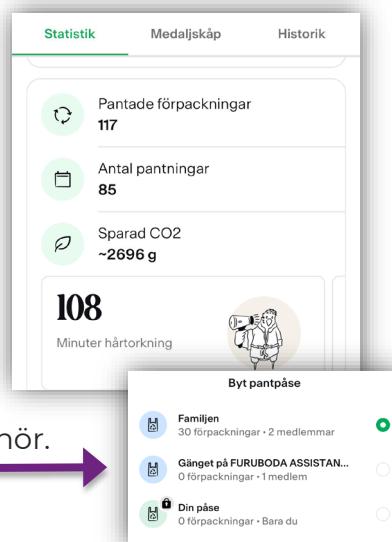 Statistik Medaljskåp Historik
Pantade förpackningar
117
Antal pantningar
85
Sparad CO2
~2696 g
108
Minuter hårtorkning
hör.
Byt pantpåse
Familjen
30 förpackningar • 2 medlemmar
Gänget på FURUBODA ASSISTAN...
0 förpackningar • 1 medlem
Din påse
0 förpackningar • Bara du